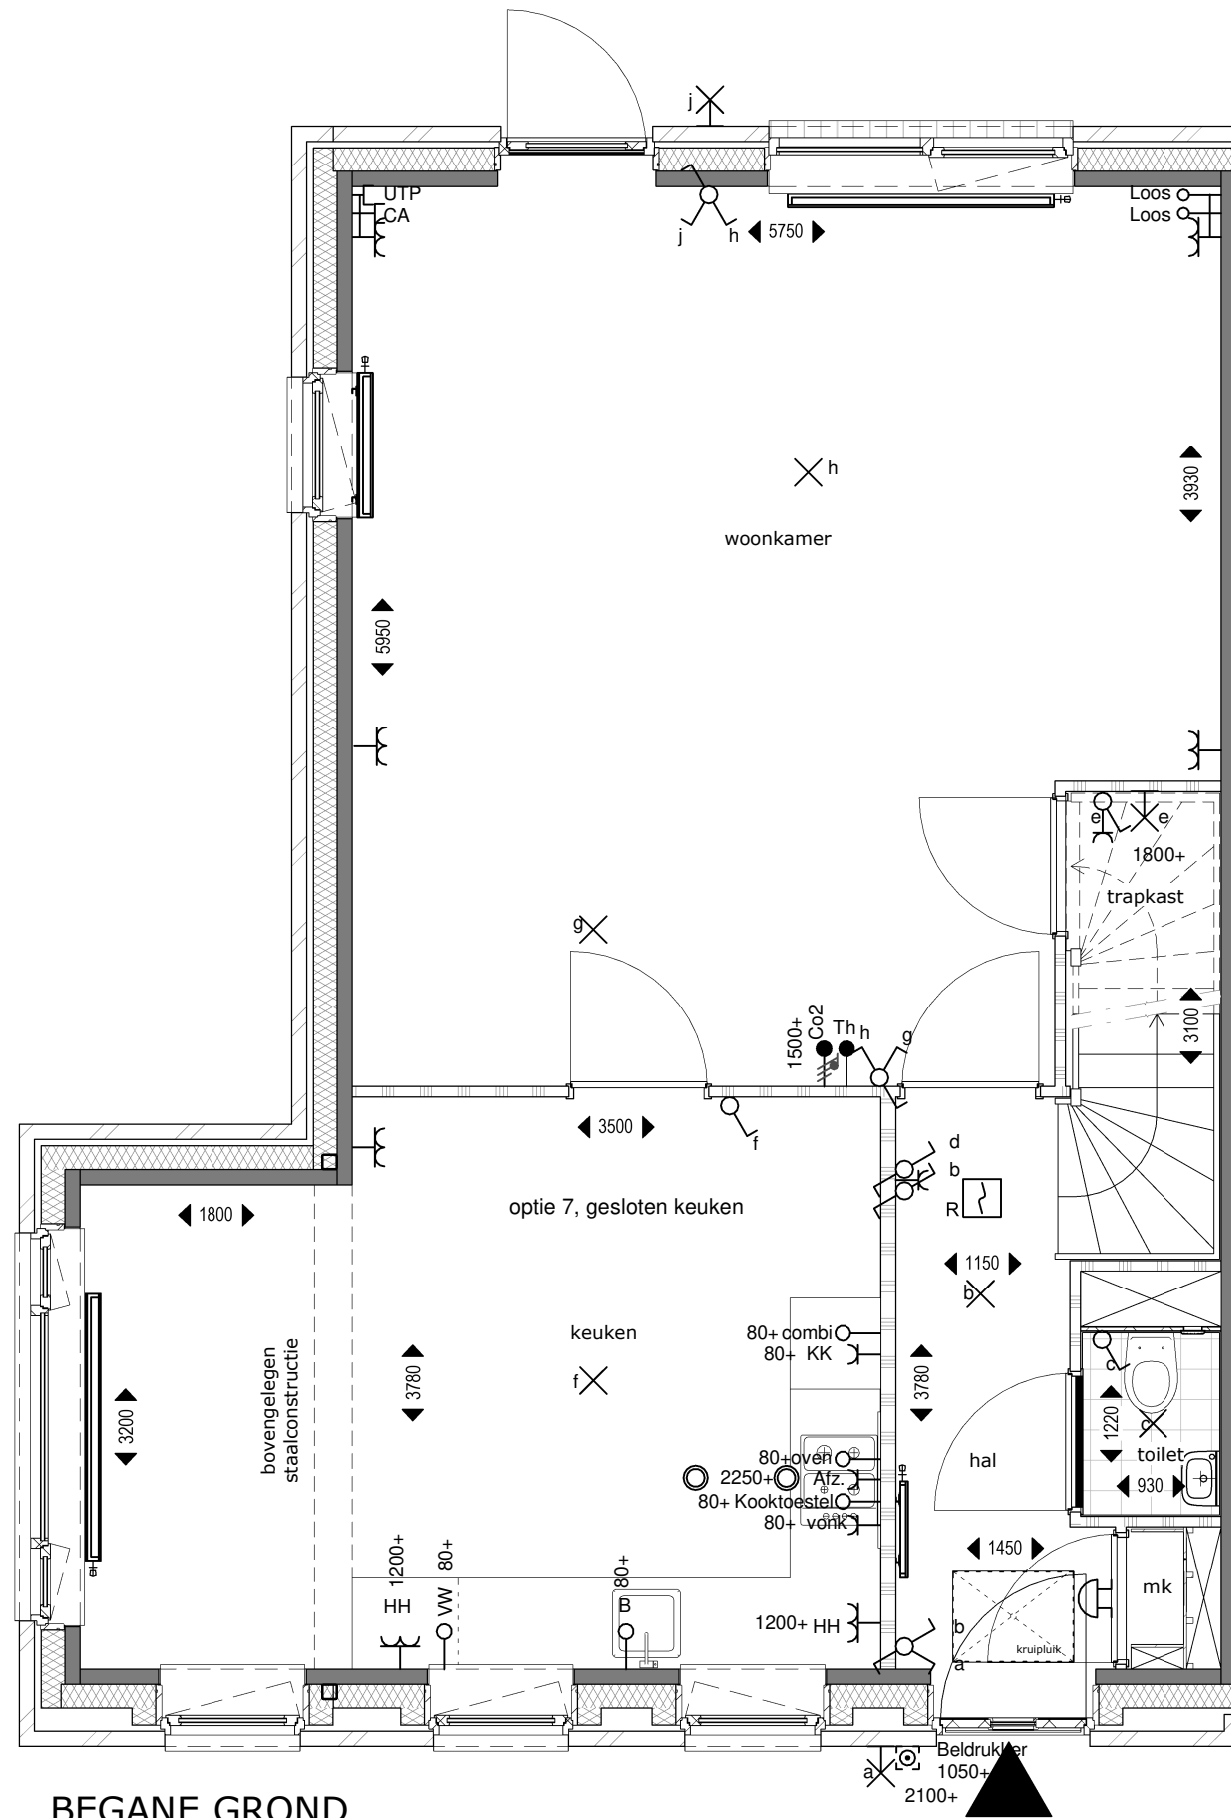 j
UTP
CA
j
h
5750
Loos
Loos
h
woonkamer
3930
5950
e
e
1800+
trapkast
g
1500+
Co2
Th
h
g
3100
3500
f
d
b
R
1800
optie 7, gesloten keuken
1150
b
keuken
f
bovengelegen
staalconstructie
3200
3780
80+ combi
80+ KK
3780
c
1220
c
toilet
930
hal
80+ oven
2250+ Afz.
80+ Kooktoestel
80+ vonk
1450
mk
kruipluik
1200+
HH
80+
VW
80+
B
1200+ HH
b
a
a
Beldrukker
1050+
2100+
BEGANE GROND